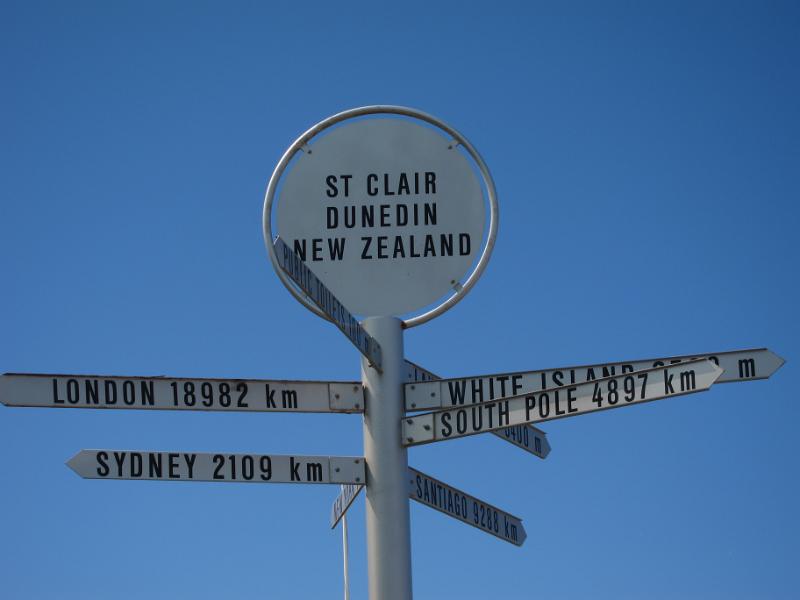 ST CLAIR
DUNEDIN
NEW ZEALAND
PUBLIC TOILETS 100 m
LONDON 18982 km
WHITE ISLAND m
SOUTH POLE 4897 km
SYDNEY 2109 km
SANTIAGO 9288 km